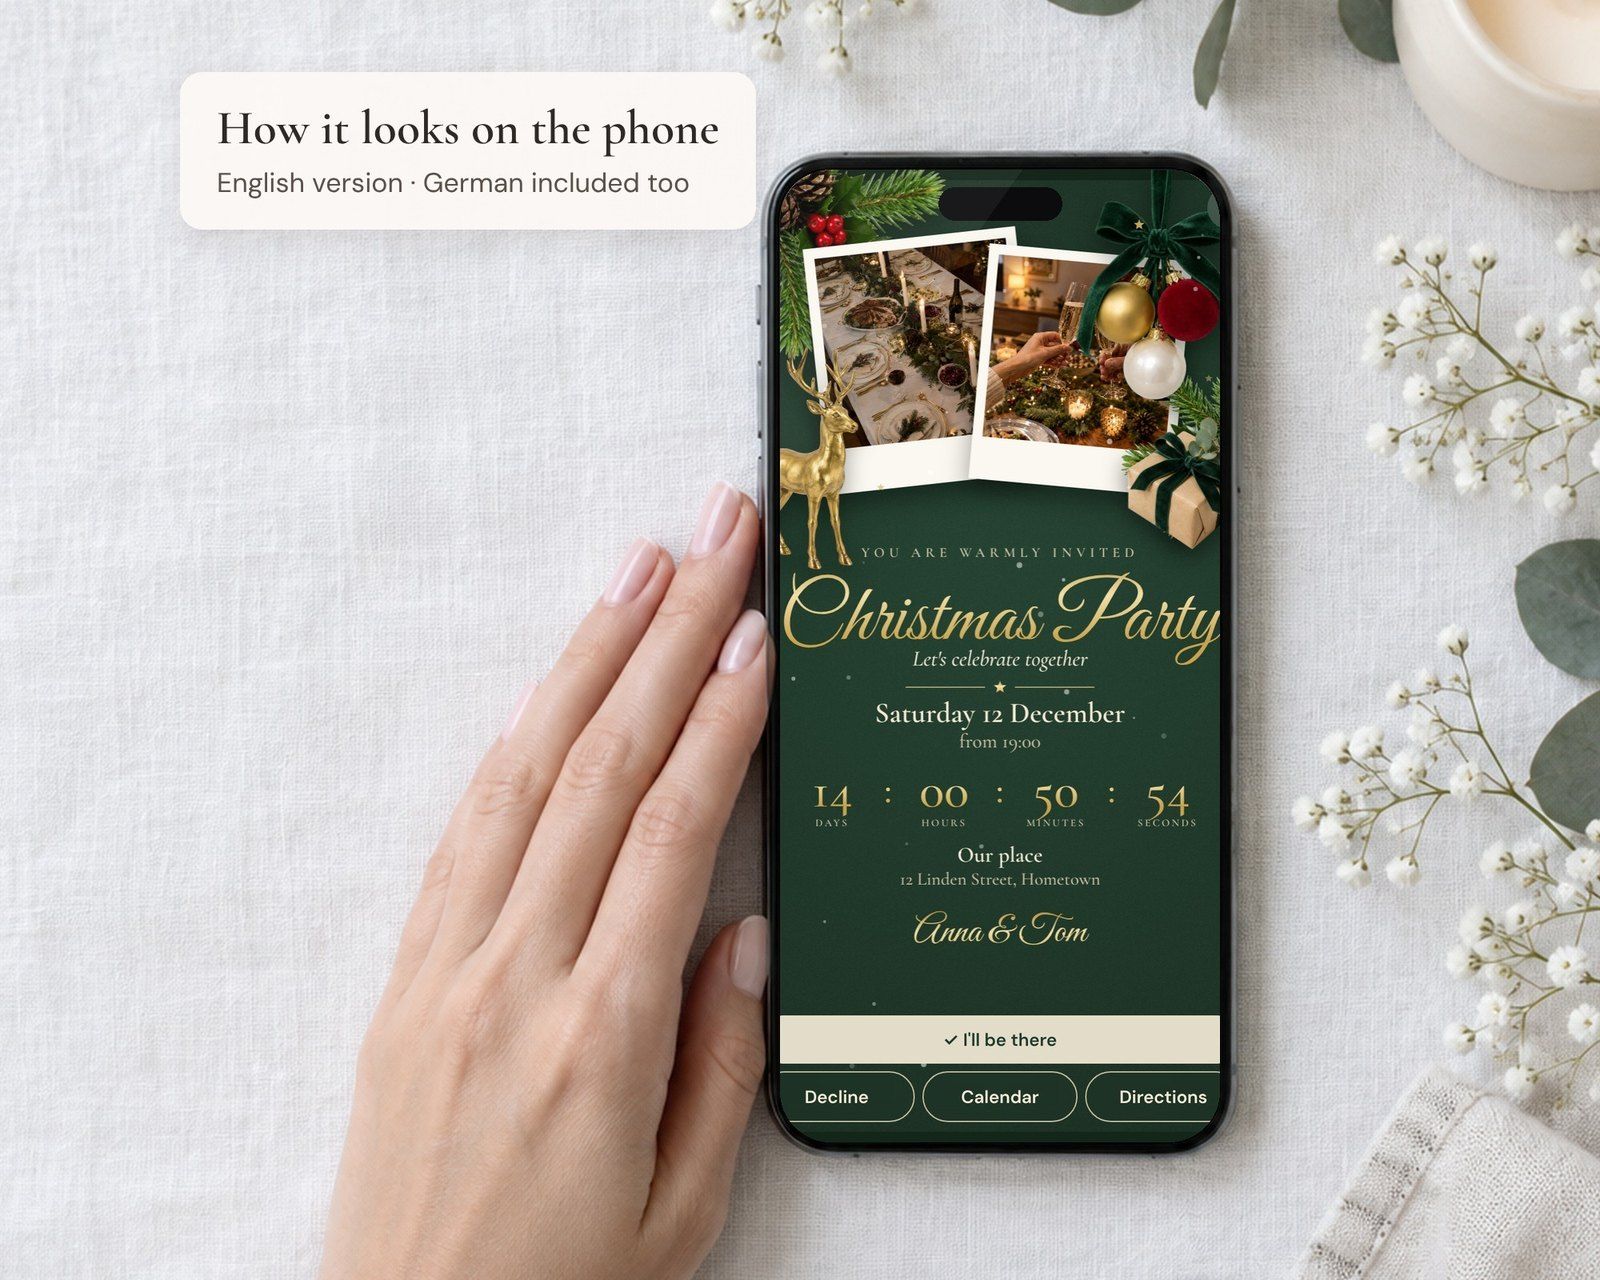 How it looks on the phone
English version · German included too
YOU ARE WARMLY INVITED
Christmas Party
Let's celebrate together
Saturday 12 December
from 19:00
14 : 00 : 50 : 54
DAYS HOURS MINUTES SECONDS
Our place
12 Linden Street, Hometown
Anna & Tom
✓ I'll be there
Decline Calendar Directions